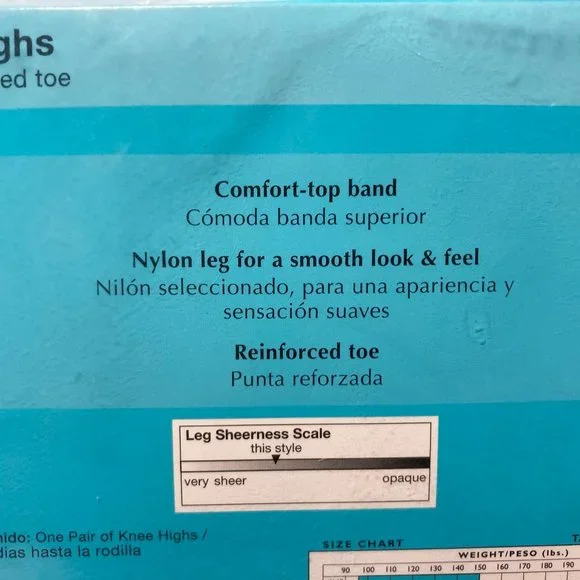 ghs
ed toe
Comfort-top band
Cómoda banda superior
Nylon leg for a smooth look & feel
Nilón seleccionado, para una apariencia y
sensación suaves
Reinforced toe
Punta reforzada
Leg Sheerness Scale
this style
very sheer opaque
nido: One Pair of Knee Highs /
dias hasta la rodilla
SIZE CHART
WEIGHT/PESO (lbs.)
90 100 110 120 130 140 150 160 170 180 190